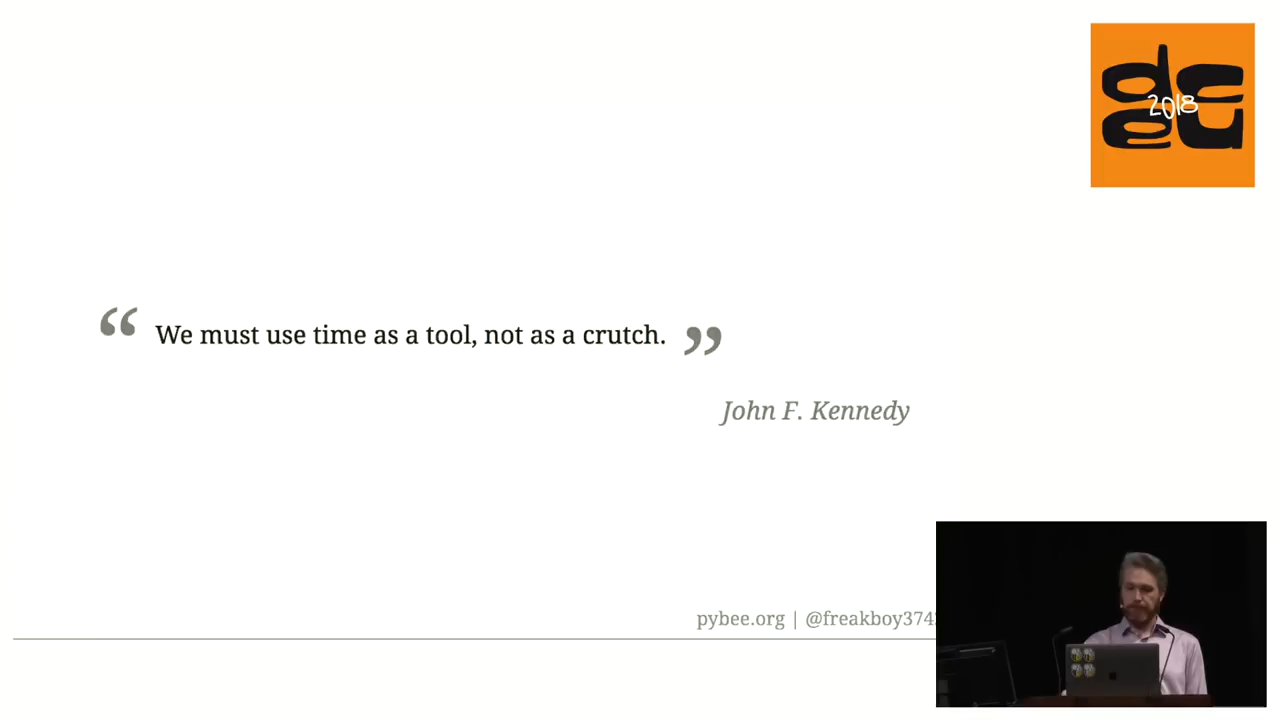 2018
“ We must use time as a tool, not as a crutch. ”
John F. Kennedy
pybee.org | @freakboy374